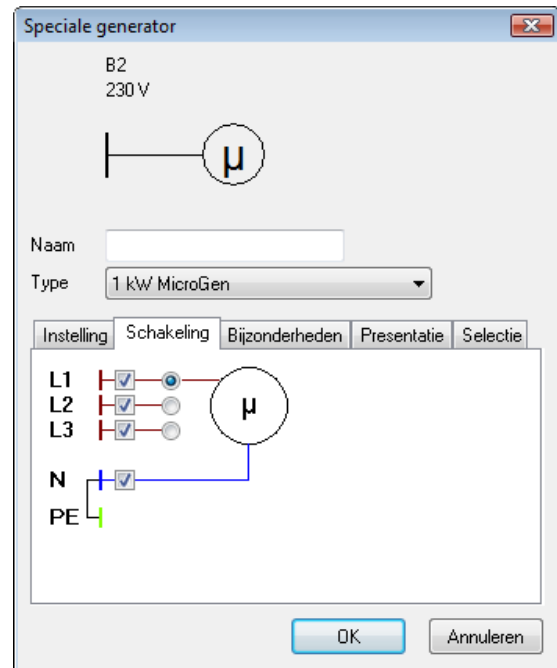 Speciale generator
B2
230 V
µ
Naam
Type 1 kW MicroGen
Instelling Schakeling Bijzonderheden Presentatie Selectie
L1
L2
L3
µ
N
PE
OK Annuleren